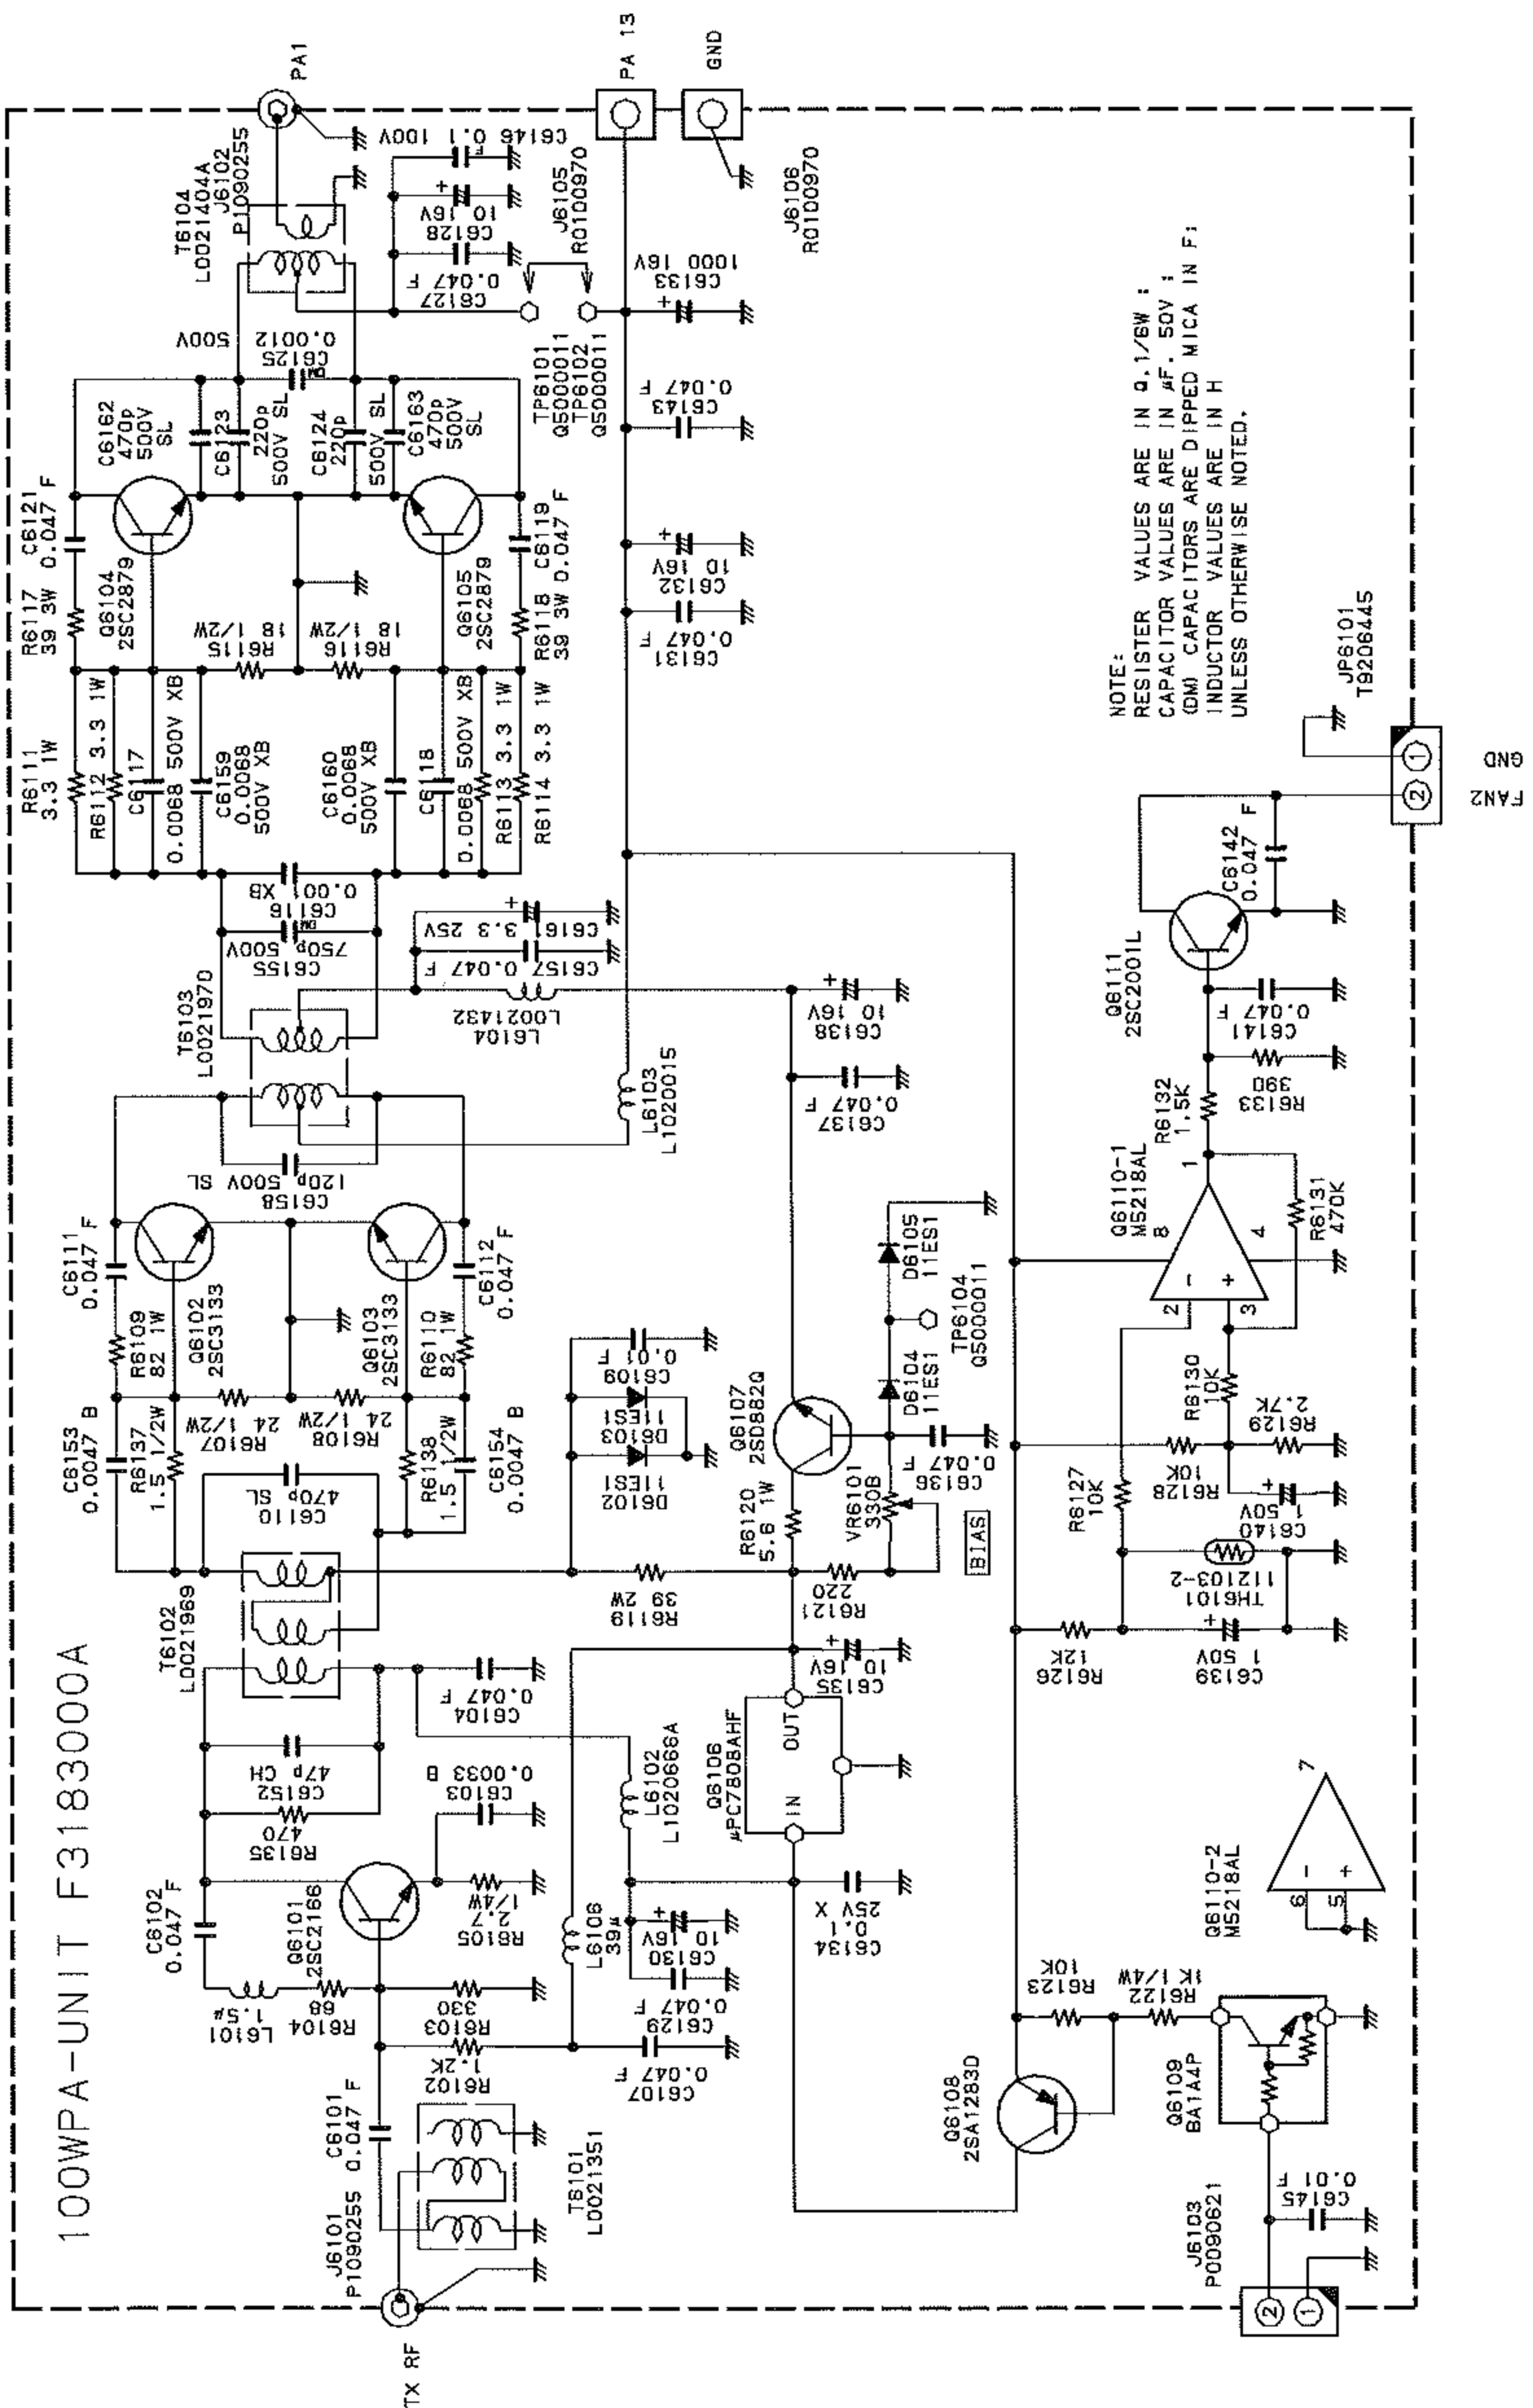 100WPA-UNIT F3183000A
TX RF
J6101
P1090255
C6101
0.047 F
T6101
L0021351
R6102
1.2K
R6103
330
C6107
0.047 F
L6101
1.5µ
R6104
68
C6102
0.047 F
Q6101
2SC2166
R6105
2.7
1/4W
C6103
0.0033 B
R6135
470
C6152
47p CH
C6104
0.047 F
L6102
L1020668A
L6106
39µ
C6129
0.047 F
C6130
10 16V
C6134
0.1
25V X
T6102
L0021969
C6110
470p SL
C6153
0.0047 B
R6137
1.5 1/2W
R6138
1.5 1/2W
C6154
0.0047 B
R6107
24 1/2W
R6108
24 1/2W
R6109
82 1W
C6111
0.047 F
Q6102
2SC3133
Q6103
2SC3133
R6110
82 1W
C6112
0.047 F
C6158
120p 500V SL
T6103
L0021970
L6103
L1020015
L6104
L0021432
C6155
750p 500V
DM
C6116
0.001
XB
C6157 0.047 F
C6161 3.3 25V
R6111
3.3 1W
R6112 3.3 1W
C6117
0.0068 500V XB
C6159
0.0068
500V XB
C6160
0.0068
500V XB
C6118
0.0068 500V XB
R6113 3.3 1W
R6114 3.3 1W
R6115
18 1/2W
R6116
18 1/2W
R6117
39 3W
C6121
0.047 F
Q6104
2SC2879
Q6105
2SC2879
R6118
39 3W
C6119
0.047 F
C6162
470p
500V
SL
C6123
220p
500V SL
C6124
220p
500V SL
C6163
470p
500V
SL
C6125
0.0012
500V
DM
T6104
L0021404A
J6102
P1090255
PA1
C6127
0.047 F
C6128
10 16V
C6146 0.1 100V
F
TP6101
Q5000011
TP6102
Q5000011
J6105
R0100970
PA 13
GND
J6106
R0100970
C6133
1000 16V
C6143
0.047 F
C6132
10 16V
C6131
0.047 F
R6119
39 2W
D6102
11ES1
D6103
11ES1
C6109
0.01 F
Q6106
µPC7808AHF
IN
OUT
C6135
10 16V
R6120
5.6 1W
R6121
220
VR6101
330B
BIAS
Q6107
2SD882Q
C6136
0.047 F
D6104
11ES1
D6105
11ES1
TP6104
Q5000011
C6137
0.047 F
C6138
10 16V
Q6108
2SA1283D
R6123
10K
R6122
1K 1/4W
Q6109
BA1A4P
J6103
P0090621
2
1
C6145
0.01 F
Q6110-2
M5218AL
6
5
7
R6126
12K
C6139
1 50V
TH6101
112103-2
R6127
10K
R6128
10K
C6140
1 50V
R6129
2.7K
R6130
10K
Q6110-1
M5218AL
2
3
8
4
1
R6131
470K
R6132
1.5K
R6133
390
C6141
0.047 F
Q6111
2SC2001L
C6142
0.047 F
JP6101
T9206445
2
1
FAN2
GND
NOTE:
RESISTER VALUES ARE IN Ω,1/6W ;
CAPACITOR VALUES ARE IN µF, 50V ;
(DM) CAPACITORS ARE DIPPED MICA IN F;
INDUCTOR VALUES ARE IN H
UNLESS OTHERWISE NOTED.